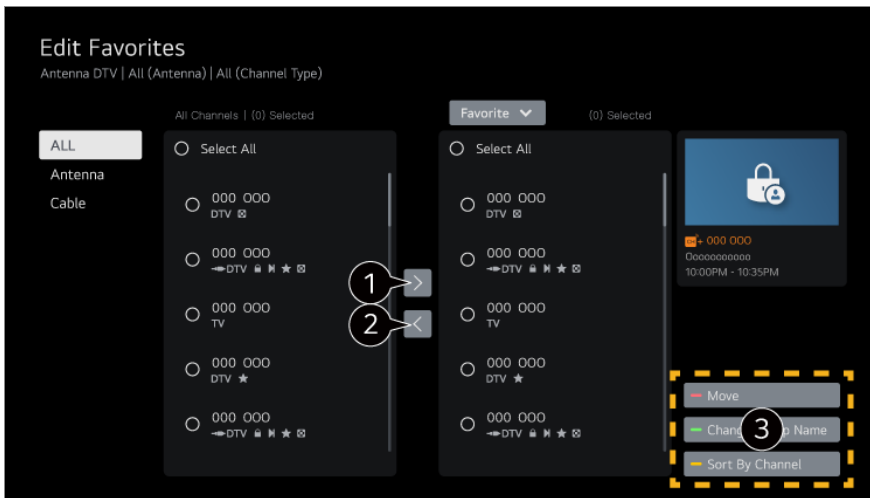 Edit Favorites
Antenna DTV | All (Antenna) | All (Channel Type)
All Channels | (0) Selected
Favorite
(0) Selected
ALL
Antenna
Cable
Select All
000 000
DTV
000 000
DTV
000 000
TV
000 000
DTV
000 000
DTV
1
2
Select All
000 000
DTV
000 000
DTV
000 000
TV
000 000
DTV
000 000
DTV
CH+ 000 000
Oooooooooo
10:00PM - 10:35PM
Move
3
Name
Sort By Channel